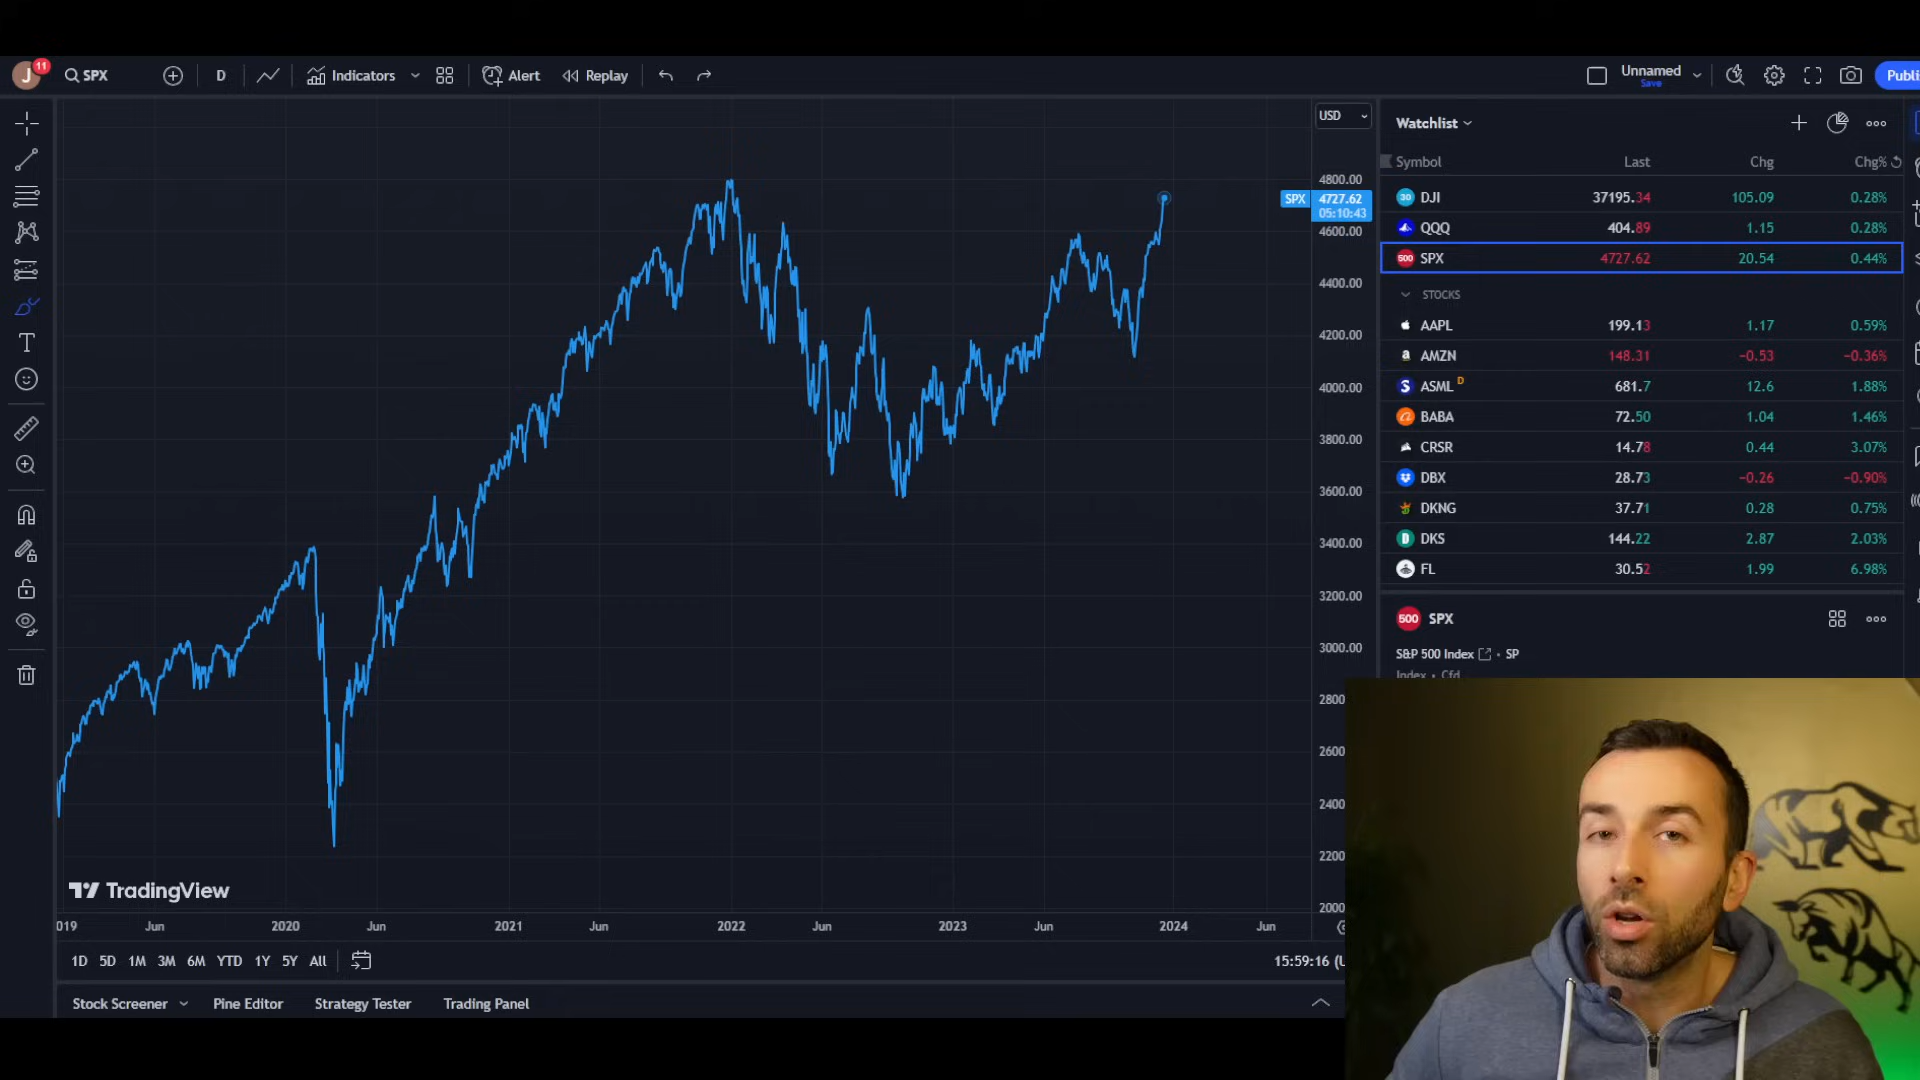 J 11 SPX D Indicators Alert Replay Unnamed Save
USD
Watchlist
Symbol Last Chg Chg%
30 DJI 37195.34 105.09 0.28%
QQQ 404.89 1.15 0.28%
500 SPX 4727.62 20.54 0.44%
STOCKS
AAPL 199.13 1.17 0.59%
a AMZN 148.31 −0.53 −0.36%
S ASML D 681.7 12.6 1.88%
BABA 72.50 1.04 1.46%
CRSR 14.78 0.44 3.07%
DBX 28.73 −0.26 −0.90%
DKNG 37.71 0.28 0.75%
D DKS 144.22 2.87 2.03%
FL 30.52 1.99 6.98%
500 SPX
S&P 500 Index • SP
Index • Cfd
4800.00
SPX 4727.62
05:10:43
4600.00
4400.00
4200.00
4000.00
3800.00
3600.00
3400.00
3200.00
3000.00
2800
2600
2400
2200
2000
TradingView
019 Jun 2020 Jun 2021 Jun 2022 Jun 2023 Jun 2024 Jun
1D 5D 1M 3M 6M YTD 1Y 5Y All 15:59:16 (U
Stock Screener Pine Editor Strategy Tester Trading Panel